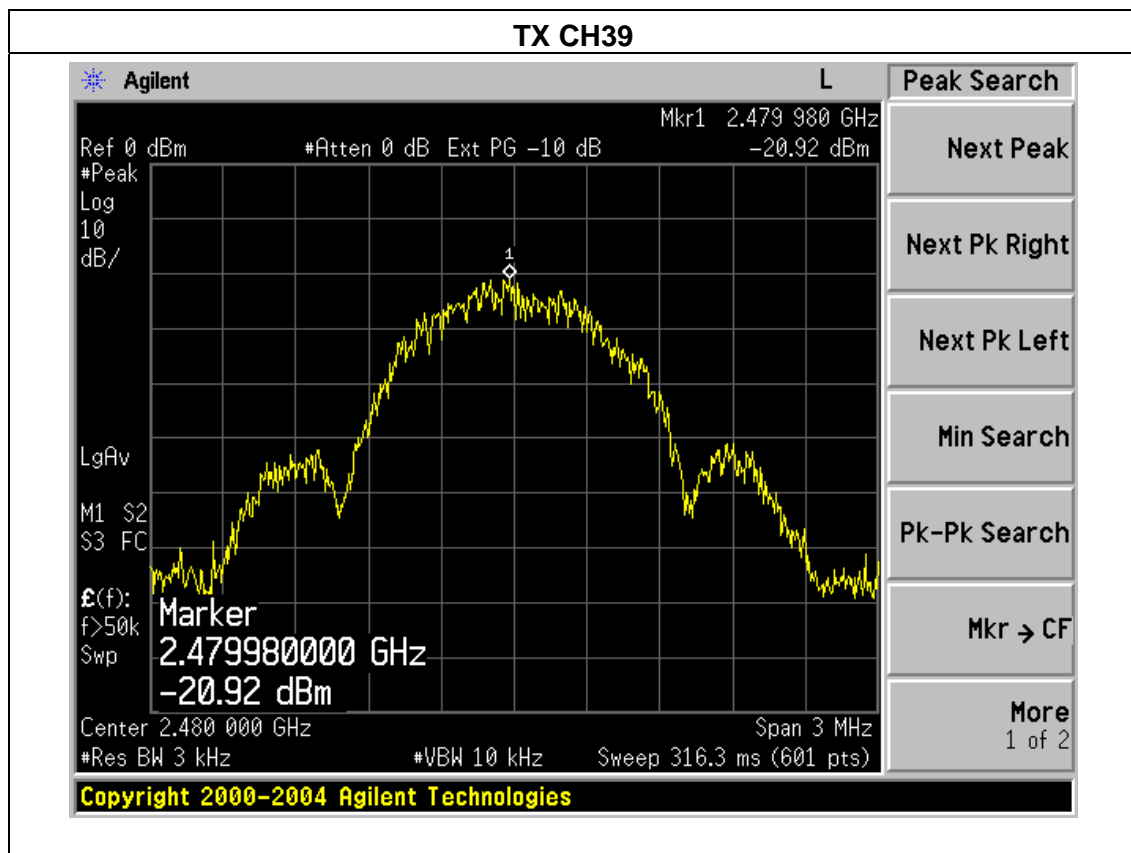 TX CH39
Agilent L Peak Search
Mkr1 2.479 980 GHz
Ref 0 dBm #Atten 0 dB Ext PG -10 dB -20.92 dBm
#Peak
Log
10
dB/
1
LgAv
M1 S2
S3 FC
£(f):
f>50k
Swp
Marker
2.479980000 GHz
-20.92 dBm
Center 2.480 000 GHz Span 3 MHz
#Res BW 3 kHz #VBW 10 kHz Sweep 316.3 ms (601 pts)
Next Peak
Next Pk Right
Next Pk Left
Min Search
Pk-Pk Search
Mkr → CF
More
1 of 2
Copyright 2000-2004 Agilent Technologies